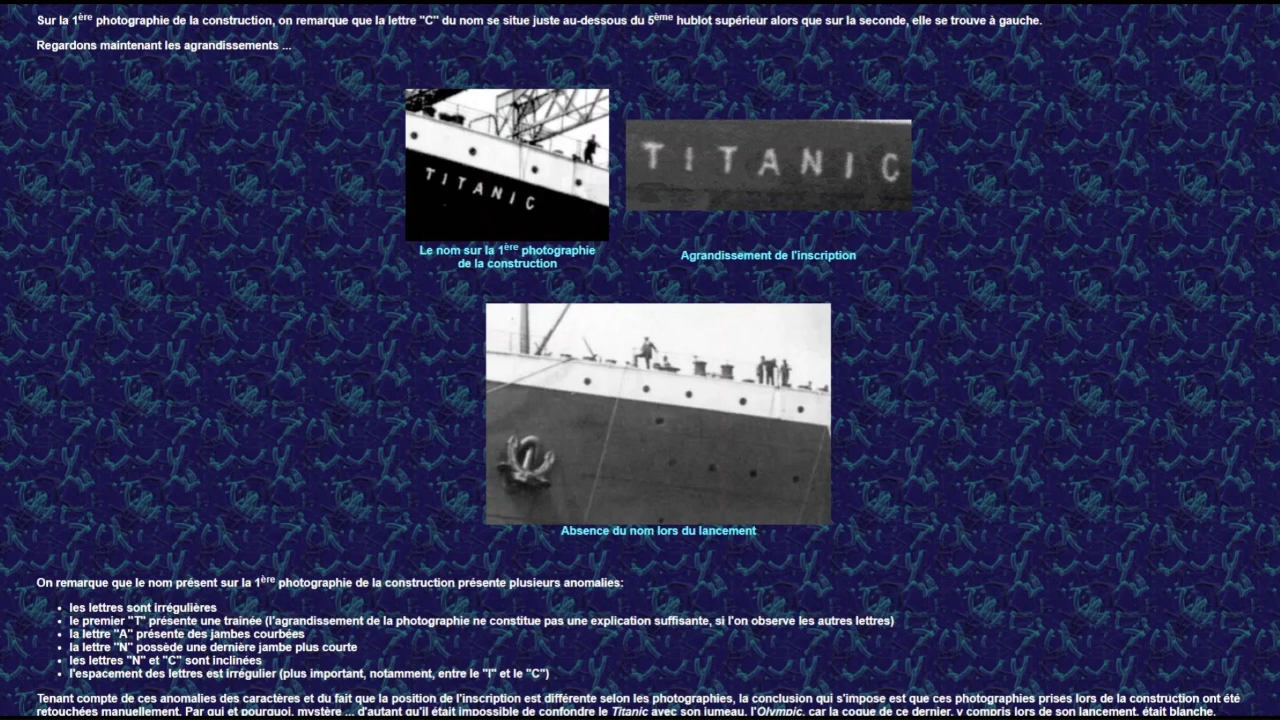 Sur la 1ère photographie de la construction, on remarque que la lettre "C" du nom se situe juste au-dessous du 5ème hublot supérieur alors que sur la seconde, elle se trouve à gauche.
Regardons maintenant les agrandissements ...
TITANIC
TITANIC
Le nom sur la 1ère photographie
de la construction
Agrandissement de l'inscription
Absence du nom lors du lancement
On remarque que le nom présent sur la 1ère photographie de la construction présente plusieurs anomalies:
• les lettres sont irrégulières
• le premier "T" présente une traînée (l'agrandissement de la photographie ne constitue pas une explication suffisante, si l'on observe les autres lettres)
• la lettre "A" présente des jambes courbées
• la lettre "N" possède une dernière jambe plus courte
• les lettres "N" et "C" sont inclinées
• l'espacement des lettres est irrégulier (plus important, notamment, entre le "I" et le "C")
Tenant compte de ces anomalies des caractères et du fait que la position de l'inscription est différente selon les photographies, la conclusion qui s'impose est que ces photographies prises lors de la construction ont été
retouchées manuellement. Par qui et pourquoi, mystère ... d'autant qu'il était impossible de confondre le Titanic avec son jumeau, l'Olympic, car la coque de ce dernier, y compris lors de son lancement, était blanche.